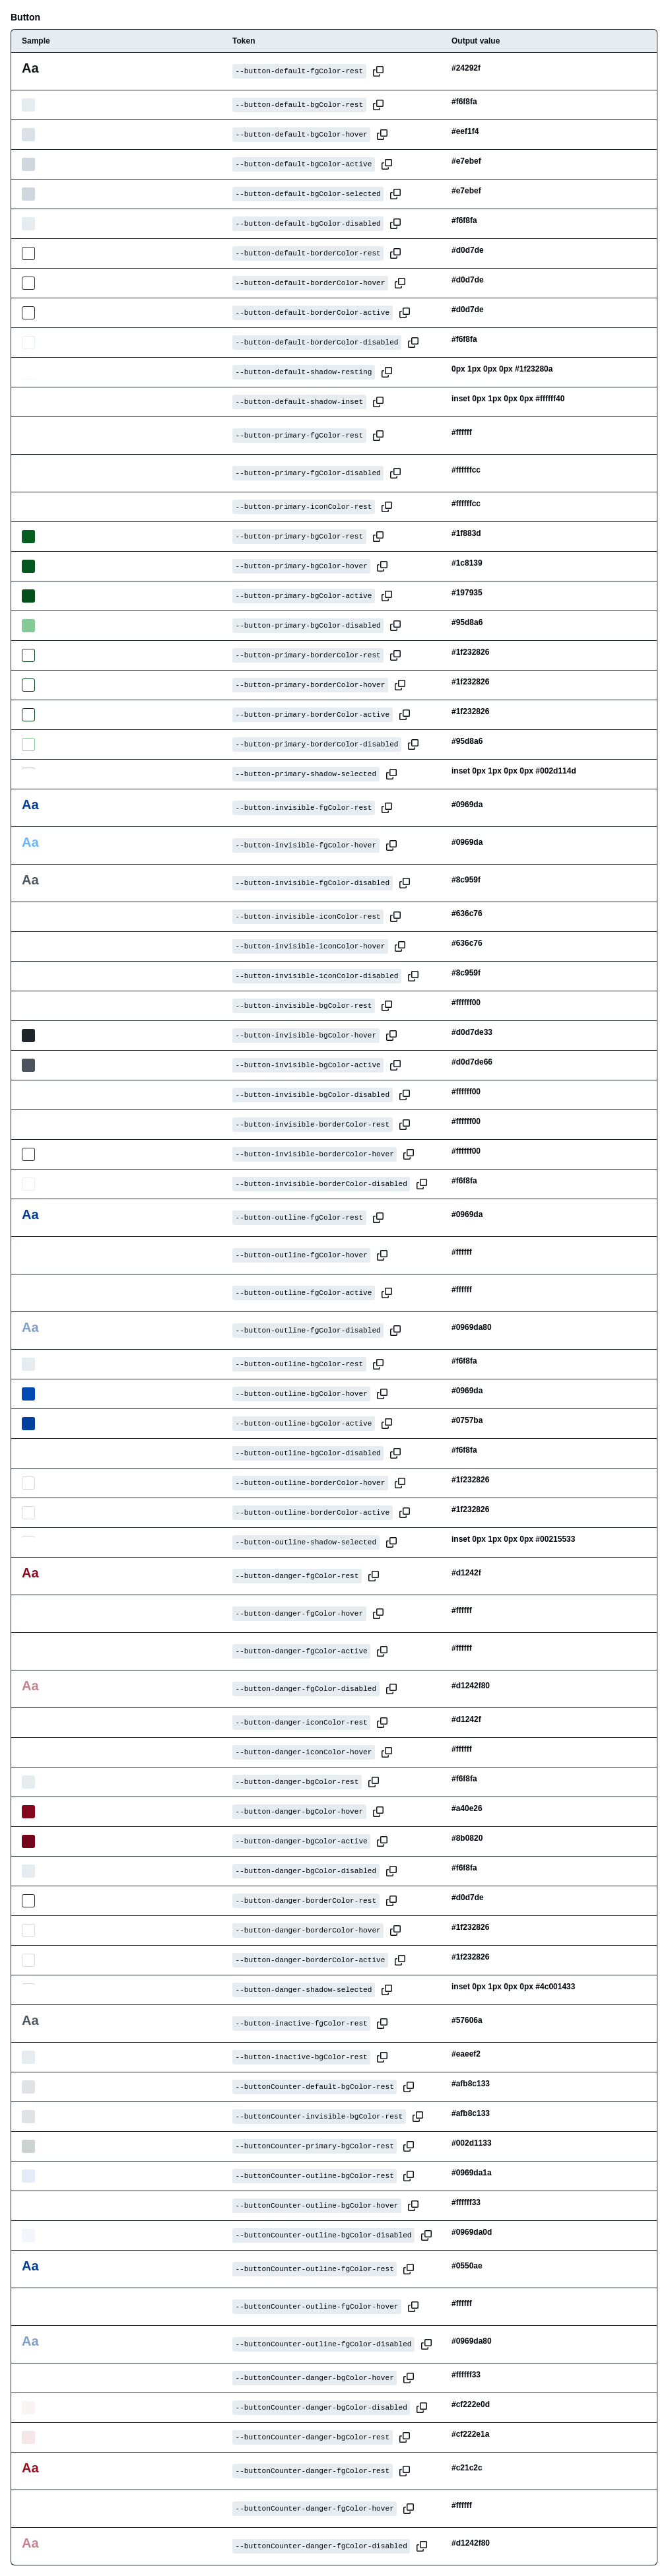 Button
Sample Token Output value
Aa --button-default-fgColor-rest #24292f
--button-default-bgColor-rest #f6f8fa
--button-default-bgColor-hover #eef1f4
--button-default-bgColor-active #e7ebef
--button-default-bgColor-selected #e7ebef
--button-default-bgColor-disabled #f6f8fa
--button-default-borderColor-rest #d0d7de
--button-default-borderColor-hover #d0d7de
--button-default-borderColor-active #d0d7de
--button-default-borderColor-disabled #f6f8fa
--button-default-shadow-resting 0px 1px 0px 0px #1f23280a
--button-default-shadow-inset inset 0px 1px 0px 0px #ffffff40
--button-primary-fgColor-rest #ffffff
--button-primary-fgColor-disabled #ffffffcc
--button-primary-iconColor-rest #ffffffcc
--button-primary-bgColor-rest #1f883d
--button-primary-bgColor-hover #1c8139
--button-primary-bgColor-active #197935
--button-primary-bgColor-disabled #95d8a6
--button-primary-borderColor-rest #1f232826
--button-primary-borderColor-hover #1f232826
--button-primary-borderColor-active #1f232826
--button-primary-borderColor-disabled #95d8a6
--button-primary-shadow-selected inset 0px 1px 0px 0px #002d114d
Aa --button-invisible-fgColor-rest #0969da
Aa --button-invisible-fgColor-hover #0969da
Aa --button-invisible-fgColor-disabled #8c959f
--button-invisible-iconColor-rest #636c76
--button-invisible-iconColor-hover #636c76
--button-invisible-iconColor-disabled #8c959f
--button-invisible-bgColor-rest #ffffff00
--button-invisible-bgColor-hover #d0d7de33
--button-invisible-bgColor-active #d0d7de66
--button-invisible-bgColor-disabled #ffffff00
--button-invisible-borderColor-rest #ffffff00
--button-invisible-borderColor-hover #ffffff00
--button-invisible-borderColor-disabled #f6f8fa
Aa --button-outline-fgColor-rest #0969da
--button-outline-fgColor-hover #ffffff
--button-outline-fgColor-active #ffffff
Aa --button-outline-fgColor-disabled #0969da80
--button-outline-bgColor-rest #f6f8fa
--button-outline-bgColor-hover #0969da
--button-outline-bgColor-active #0757ba
--button-outline-bgColor-disabled #f6f8fa
--button-outline-borderColor-hover #1f232826
--button-outline-borderColor-active #1f232826
--button-outline-shadow-selected inset 0px 1px 0px 0px #00215533
Aa --button-danger-fgColor-rest #d1242f
--button-danger-fgColor-hover #ffffff
--button-danger-fgColor-active #ffffff
Aa --button-danger-fgColor-disabled #d1242f80
--button-danger-iconColor-rest #d1242f
--button-danger-iconColor-hover #ffffff
--button-danger-bgColor-rest #f6f8fa
--button-danger-bgColor-hover #a40e26
--button-danger-bgColor-active #8b0820
--button-danger-bgColor-disabled #f6f8fa
--button-danger-borderColor-rest #d0d7de
--button-danger-borderColor-hover #1f232826
--button-danger-borderColor-active #1f232826
--button-danger-shadow-selected inset 0px 1px 0px 0px #4c001433
Aa --button-inactive-fgColor-rest #57606a
--button-inactive-bgColor-rest #eaeef2
--buttonCounter-default-bgColor-rest #afb8c133
--buttonCounter-invisible-bgColor-rest #afb8c133
--buttonCounter-primary-bgColor-rest #002d1133
--buttonCounter-outline-bgColor-rest #0969da1a
--buttonCounter-outline-bgColor-hover #ffffff33
--buttonCounter-outline-bgColor-disabled #0969da0d
Aa --buttonCounter-outline-fgColor-rest #0550ae
--buttonCounter-outline-fgColor-hover #ffffff
Aa --buttonCounter-outline-fgColor-disabled #0969da80
--buttonCounter-danger-bgColor-hover #ffffff33
--buttonCounter-danger-bgColor-disabled #cf222e0d
--buttonCounter-danger-bgColor-rest #cf222e1a
Aa --buttonCounter-danger-fgColor-rest #c21c2c
--buttonCounter-danger-fgColor-hover #ffffff
Aa --buttonCounter-danger-fgColor-disabled #d1242f80